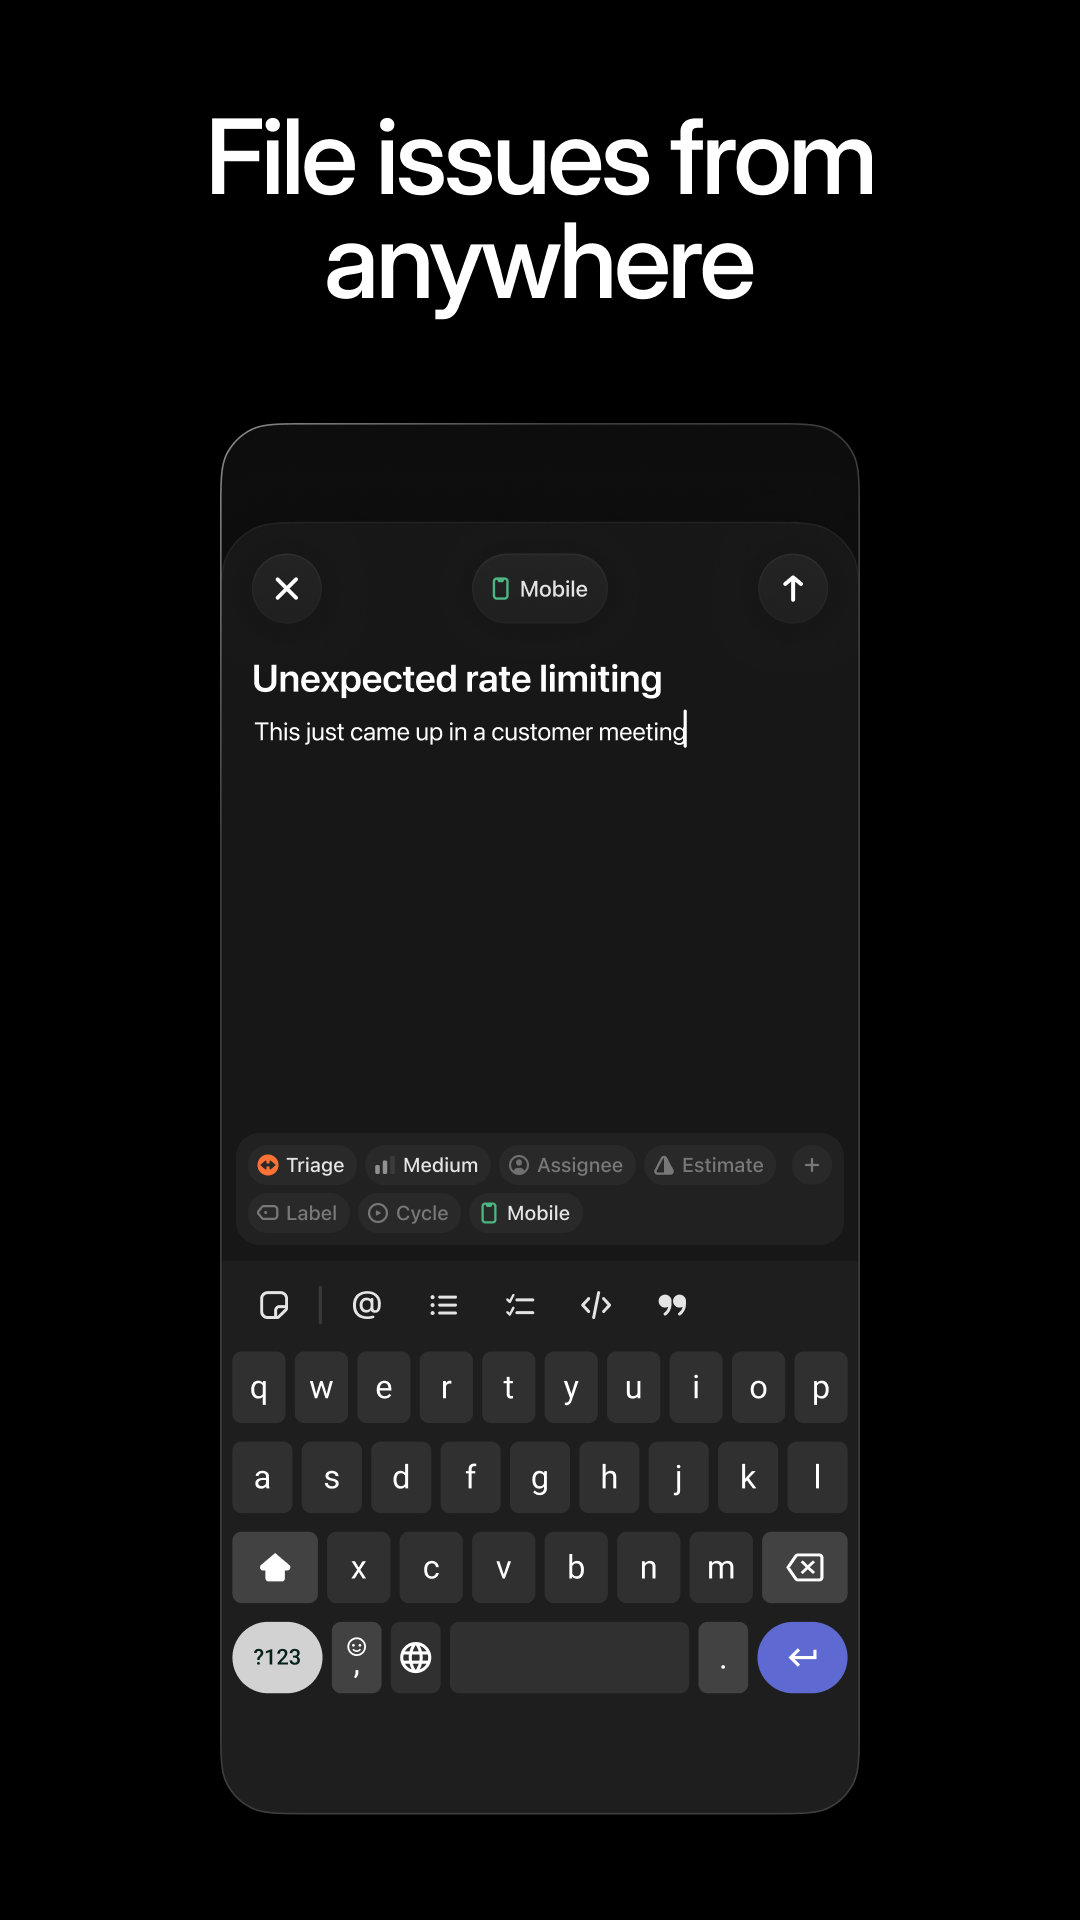 File issues from
anywhere
Mobile
Unexpected rate limiting
This just came up in a customer meeting
Triage Medium Assignee Estimate
Label Cycle Mobile
q w e r t y u i o p
a s d f g h j k l
x c v b n m
?123 , .